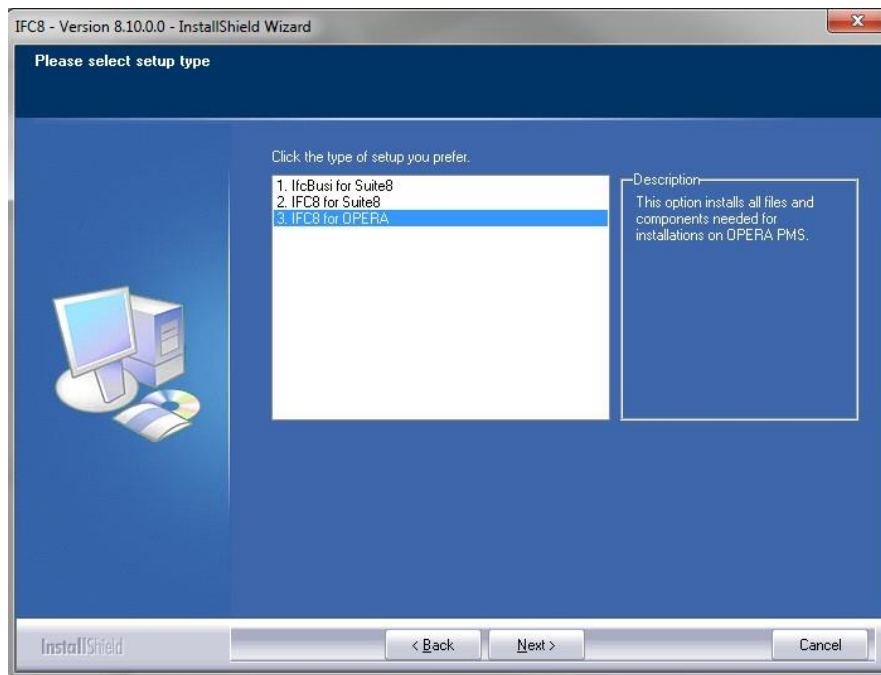 IFC8 - Version 8.10.0.0 - InstallShield Wizard
Please select setup type
Click the type of setup you prefer.
1. IfcBusi for Suite8
2. IFC8 for Suite8
3. IFC8 for OPERA
Description
This option installs all files and
components needed for
installations on OPERA PMS.
InstallShield
< Back
Next >
Cancel